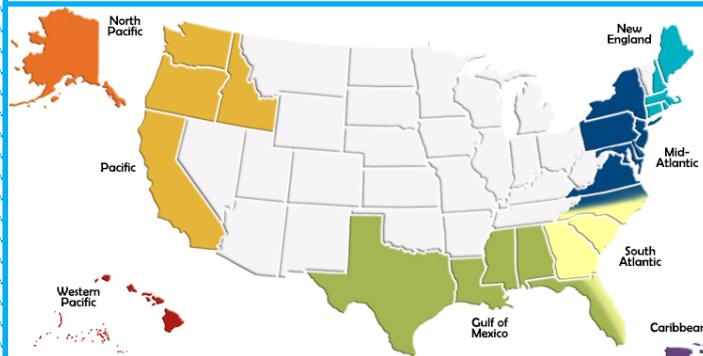 North
Pacific
New
England
Pacific
Mid-
Atlantic
South
Atlantic
Western
Pacific
Gulf of
Mexico
Caribbean